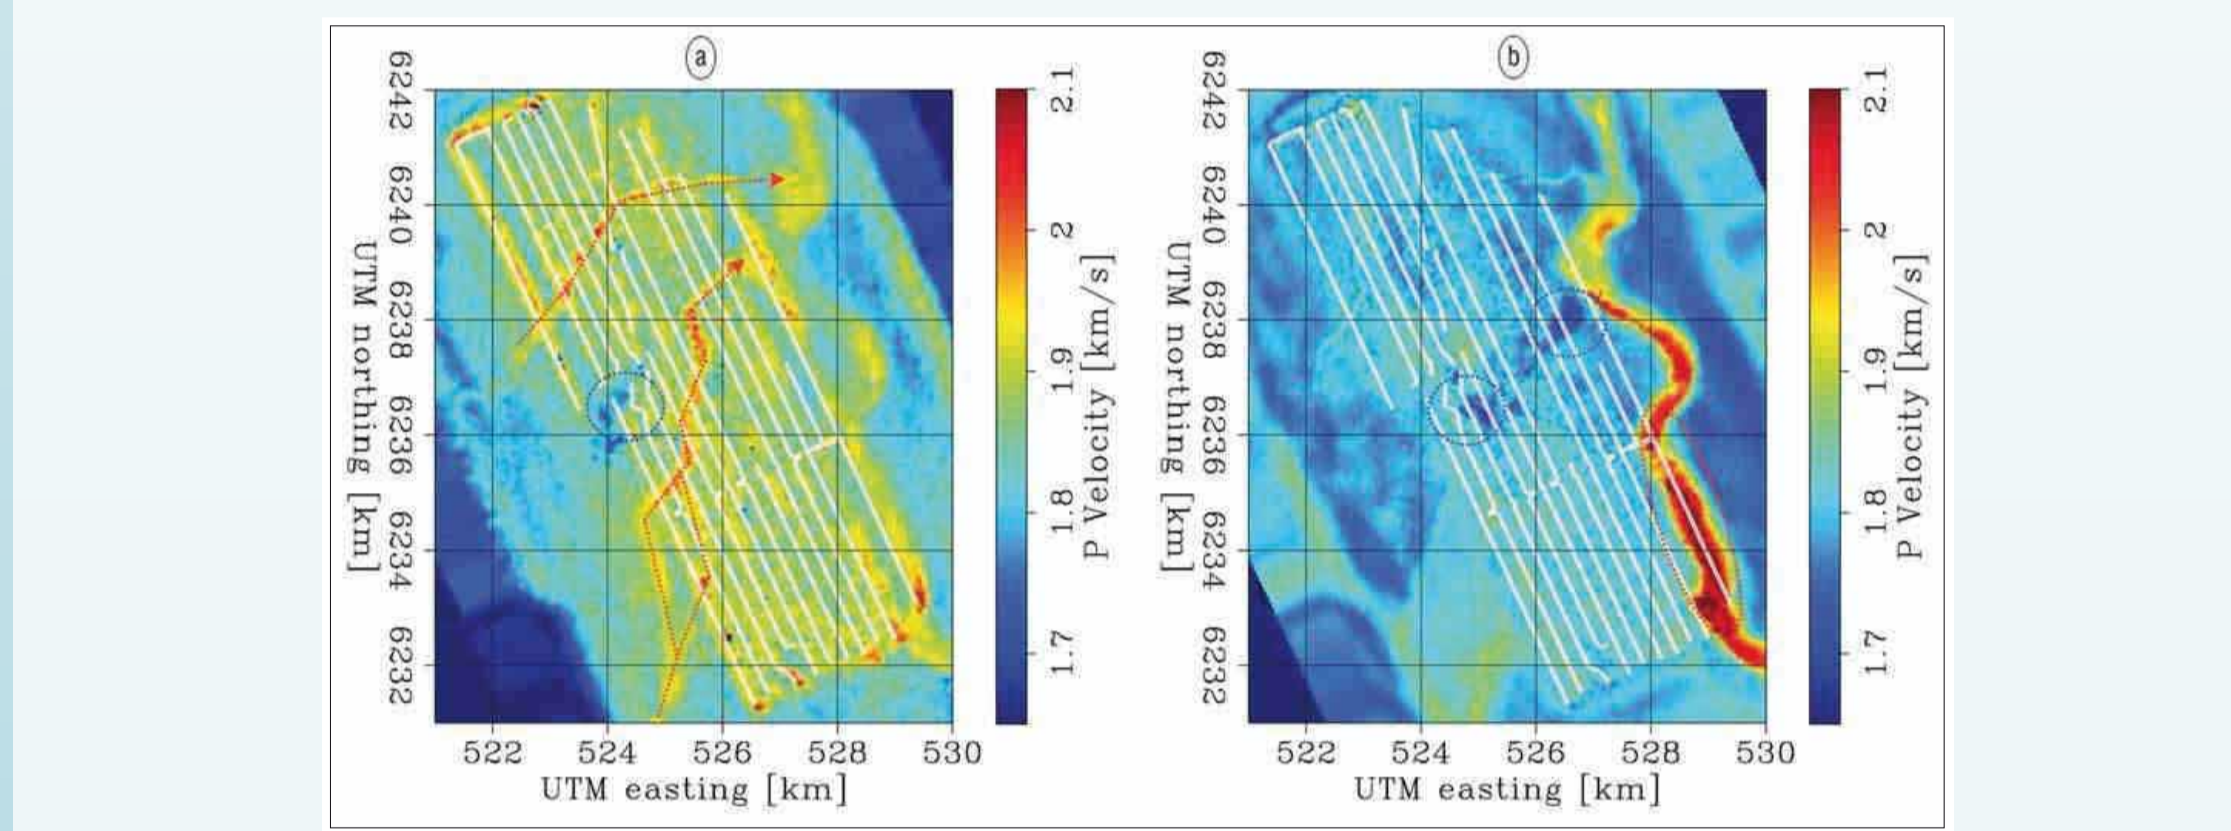 a
6242
6240
6238
6236
6234
6232
UTM northing [km]
522 524 526 528 530
UTM easting [km]
2.1
2
1.9
1.8
1.7
P Velocity [km/s]
b
6242
6240
6238
6236
6234
6232
UTM northing [km]
522 524 526 528 530
UTM easting [km]
2.1
2
1.9
1.8
1.7
P Velocity [km/s]